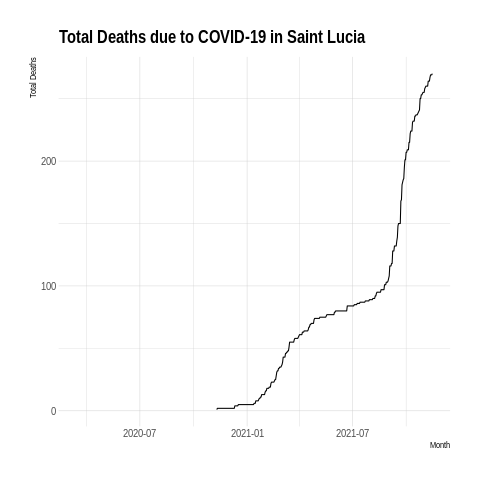 Total Deaths due to COVID-19 in Saint Lucia
Total Deaths
200
100
0
2020-07 2021-01 2021-07
Month